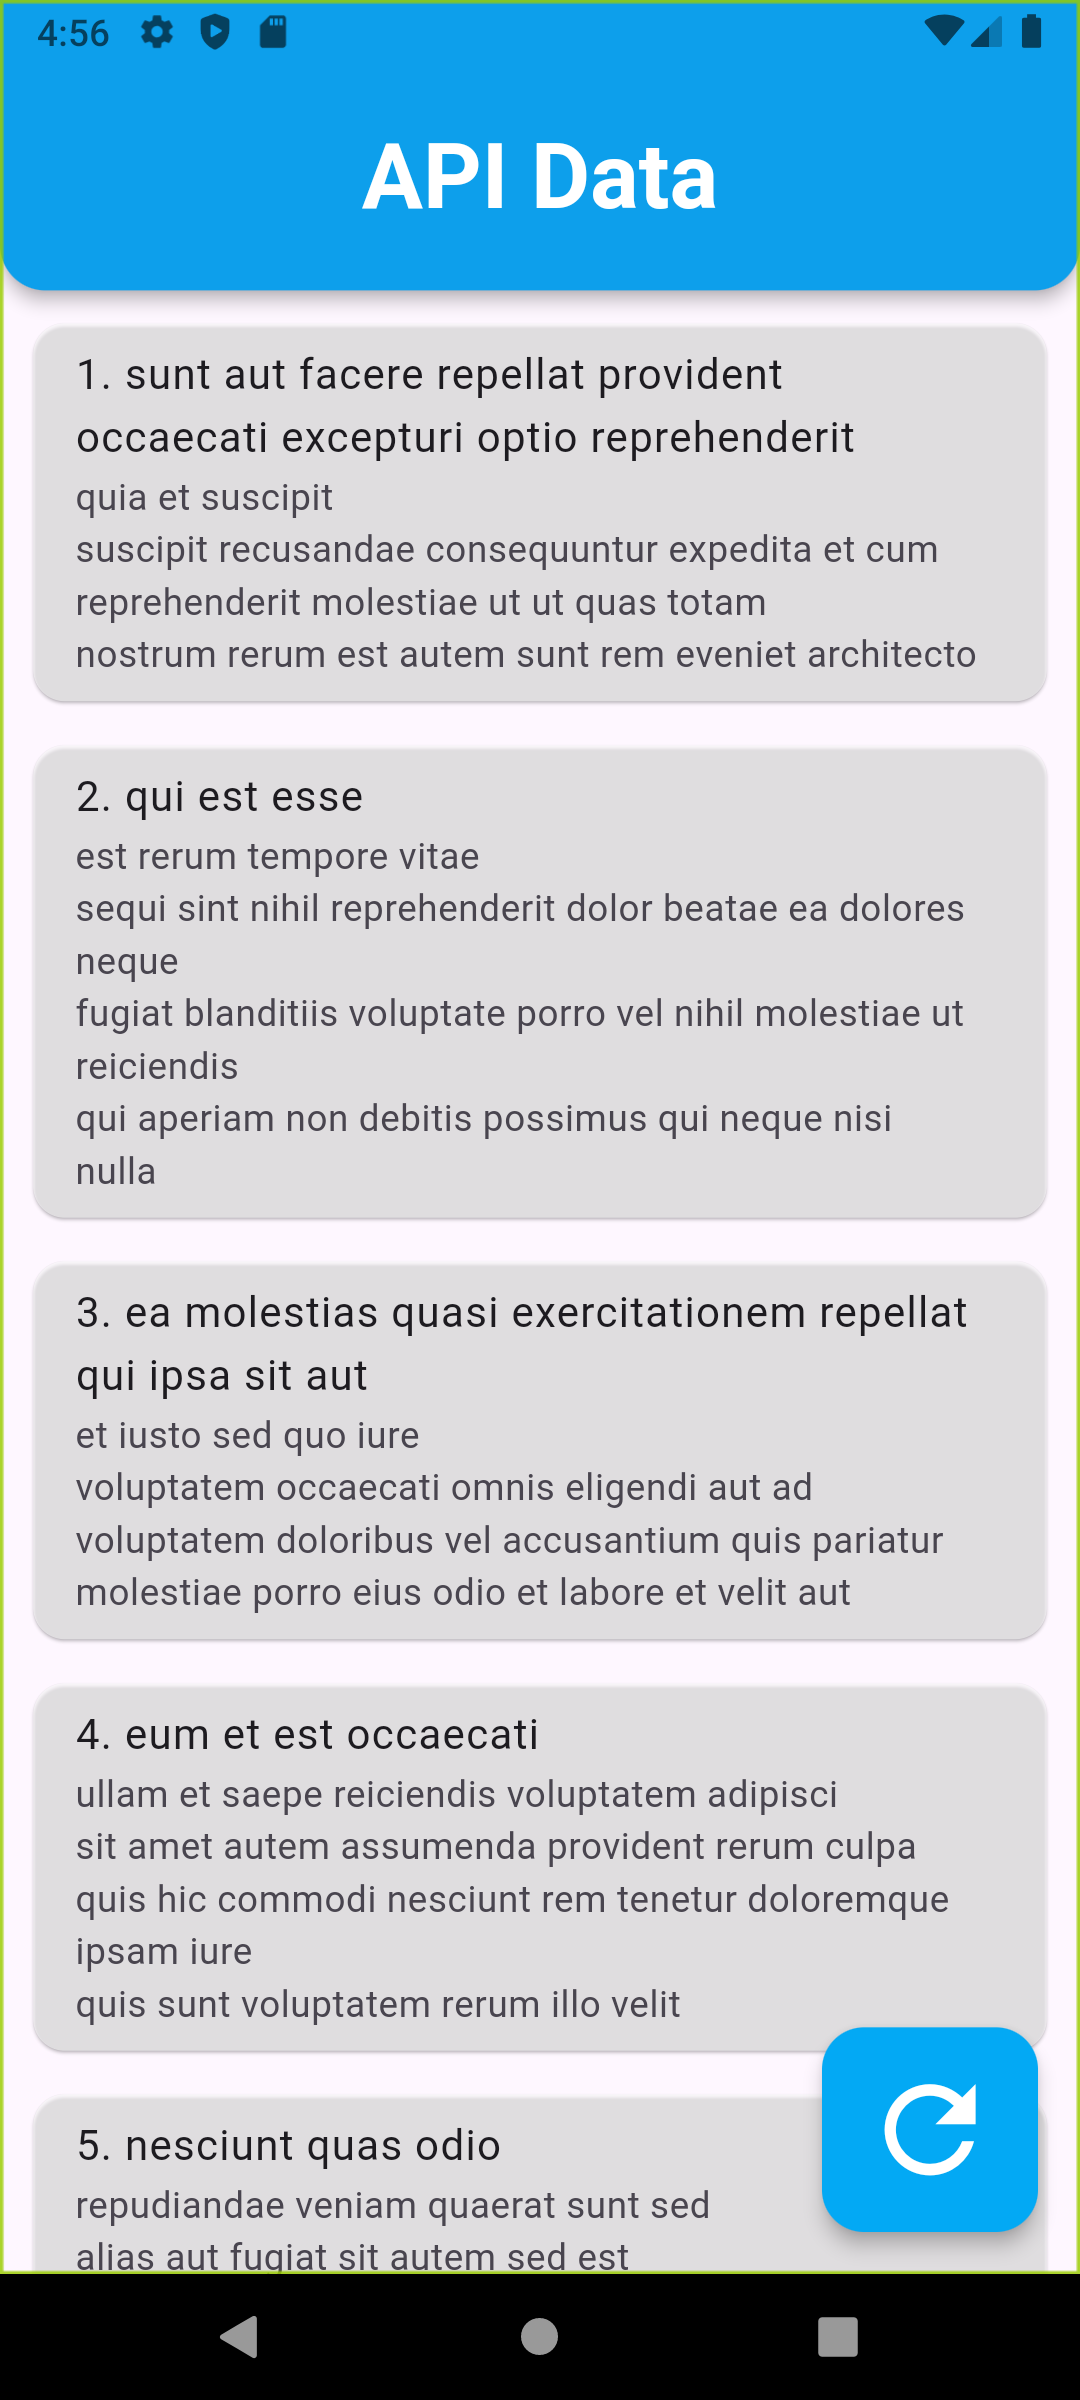 4:56
API Data
1. sunt aut facere repellat provident
occaecati excepturi optio reprehenderit
quia et suscipit
suscipit recusandae consequuntur expedita et cum
reprehenderit molestiae ut ut quas totam
nostrum rerum est autem sunt rem eveniet architecto
2. qui est esse
est rerum tempore vitae
sequi sint nihil reprehenderit dolor beatae ea dolores
neque
fugiat blanditiis voluptate porro vel nihil molestiae ut
reiciendis
qui aperiam non debitis possimus qui neque nisi
nulla
3. ea molestias quasi exercitationem repellat
qui ipsa sit aut
et iusto sed quo iure
voluptatem occaecati omnis eligendi aut ad
voluptatem doloribus vel accusantium quis pariatur
molestiae porro eius odio et labore et velit aut
4. eum et est occaecati
ullam et saepe reiciendis voluptatem adipisci
sit amet autem assumenda provident rerum culpa
quis hic commodi nesciunt rem tenetur doloremque
ipsam iure
quis sunt voluptatem rerum illo velit
5. nesciunt quas odio
repudiandae veniam quaerat sunt sed
alias aut fugiat sit autem sed est